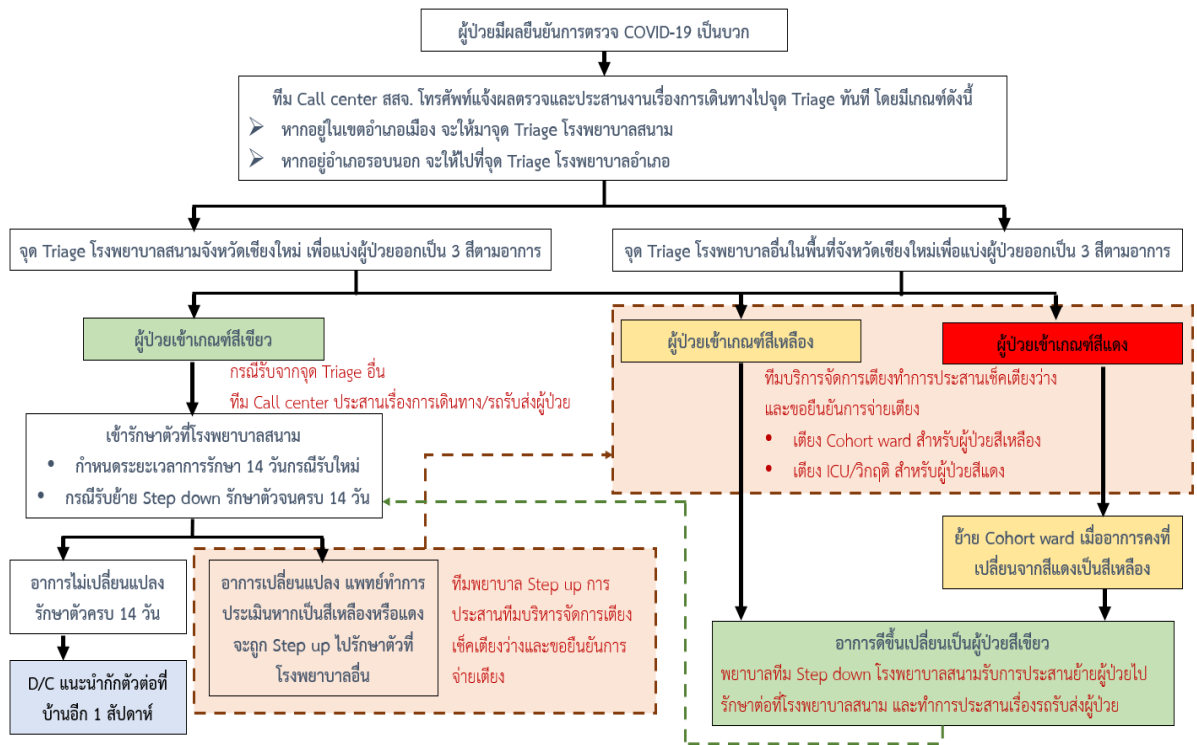 ผู้ป่วยมีผลยืนยันการตรวจ COVID-19 เป็นบวก
ทีม Call center สสจ. โทรศัพท์แจ้งผลตรวจและประสานงานเรื่องการเดินทางไปจุด Triage ทันที โดยมีเกณฑ์ดังนี้
➢ หากอยู่ในเขตอำเภอเมือง จะให้มาจุด Triage โรงพยาบาลสนาม
➢ หากอยู่อำเภอรอบนอก จะให้ไปที่จุด Triage โรงพยาบาลอำเภอ
จุด Triage โรงพยาบาลสนามจังหวัดเชียงใหม่ เพื่อแบ่งผู้ป่วยออกเป็น 3 สีตามอาการ
จุด Triage โรงพยาบาลอื่นในพื้นที่จังหวัดเชียงใหม่เพื่อแบ่งผู้ป่วยออกเป็น 3 สีตามอาการ
ผู้ป่วยเข้าเกณฑ์สีเขียว
ผู้ป่วยเข้าเกณฑ์สีเหลือง
ผู้ป่วยเข้าเกณฑ์สีแดง
กรณีรับจากจุด Triage อื่น
ทีม Call center ประสานเรื่องการเดินทาง/รถรับส่งผู้ป่วย
ทีมบริการจัดการเตียงทำการประสานเช็คเตียงว่าง
และขอยืนยันการจ่ายเตียง
• เตียง Cohort ward สำหรับผู้ป่วยสีเหลือง
• เตียง ICU/วิกฤติ สำหรับผู้ป่วยสีแดง
เข้ารักษาตัวที่โรงพยาบาลสนาม
• กำหนดระยะเวลาการรักษา 14 วันกรณีรับใหม่
• กรณีรับย้าย Step down รักษาตัวจนครบ 14 วัน
ย้าย Cohort ward เมื่ออาการคงที่
เปลี่ยนจากสีแดงเป็นสีเหลือง
อาการไม่เปลี่ยนแปลง
รักษาตัวครบ 14 วัน
อาการเปลี่ยนแปลง แพทย์ทำการ
ประเมินหากเป็นสีเหลืองหรือแดง
จะถูก Step up ไปรักษาตัวที่
โรงพยาบาลอื่น
ทีมพยาบาล Step up การ
ประสานทีมบริหารจัดการเตียง
เช็คเตียงว่างและขอยืนยันการ
จ่ายเตียง
อาการดีขึ้นเปลี่ยนเป็นผู้ป่วยสีเขียว
พยาบาลทีม Step down โรงพยาบาลสนามรับการประสานย้ายผู้ป่วยไป
รักษาต่อที่โรงพยาบาลสนาม และทำการประสานเรื่องรถรับส่งผู้ป่วย
D/C แนะนำกักตัวต่อที่
บ้านอีก 1 สัปดาห์